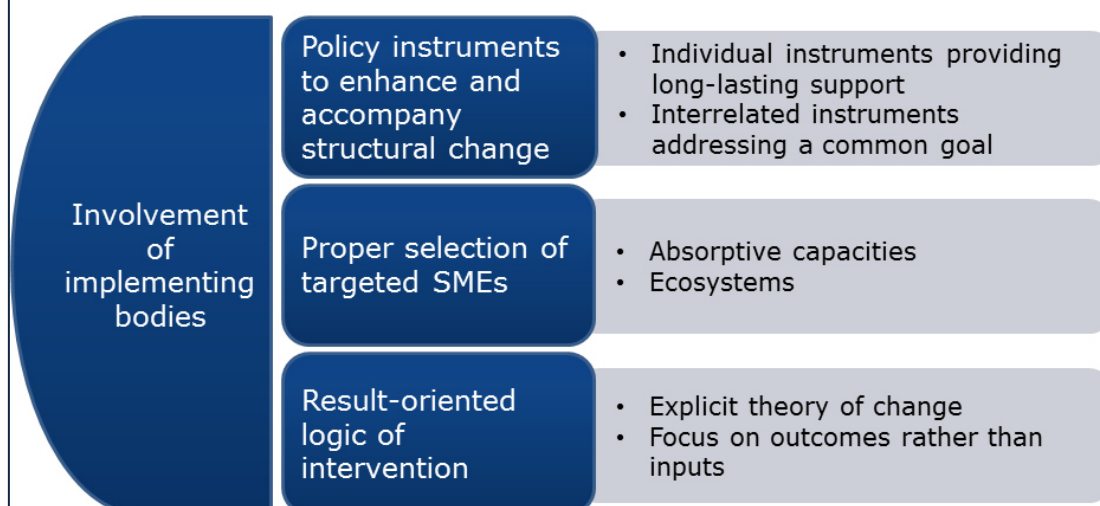 Involvement
of
implementing
bodies
Policy instruments
to enhance and
accompany
structural change
• Individual instruments providing
long-lasting support
• Interrelated instruments
addressing a common goal
Proper selection of
targeted SMEs
• Absorptive capacities
• Ecosystems
Result-oriented
logic of
intervention
• Explicit theory of change
• Focus on outcomes rather than
inputs